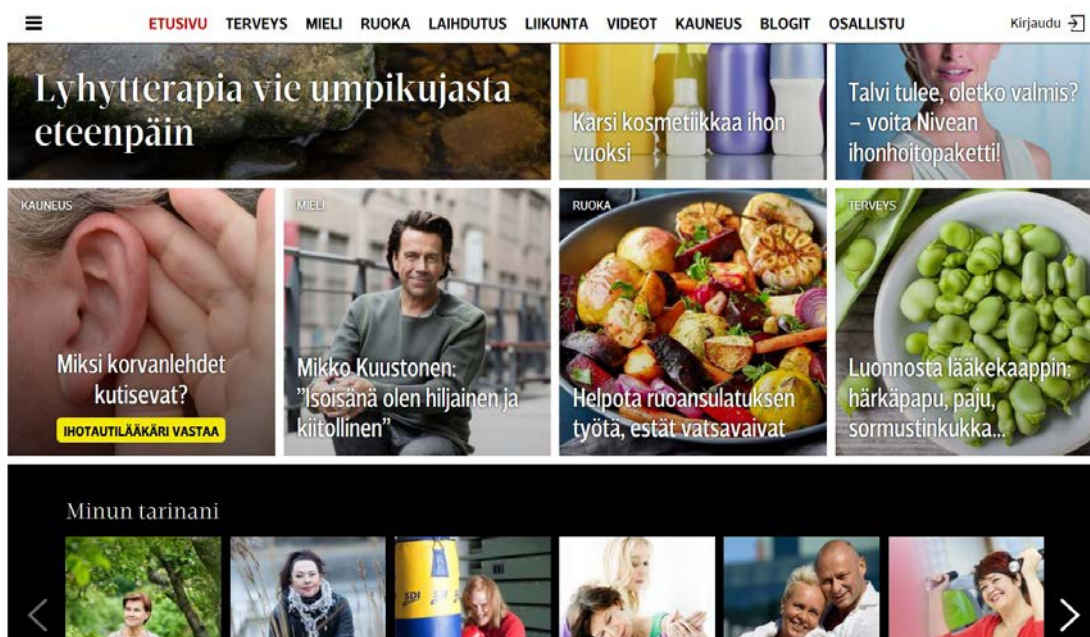 ETUSIVU TERVEYS MIELI RUOKA LAIHDUTUS LIIKUNTA VIDEOT KAUNEUS BLOGIT OSALLISTU Kirjaudu
Lyhytterapia vie umpikujasta
eteenpäin
Karsi kosmetiikkaa ihon
vuoksi
Talvi tulee, oletko valmis?
– voita Nivean
ihonhoitopaketti!
KAUNEUS
Miksi korvanlehdet
kutisevat?
IHOTAUTILÄÄKÄRI VASTAA
MIELI
Mikko Kuustonen:
"Isoisänä olen hiljainen ja
kiitollinen"
RUOKA
Helpota ruoansulatuksen
työtä, estät vatsavaivat
TERVEYS
Luonnosta lääkekaappiin:
härkäpapu, paju,
sormustinkukka...
Minun tarinani
SDI